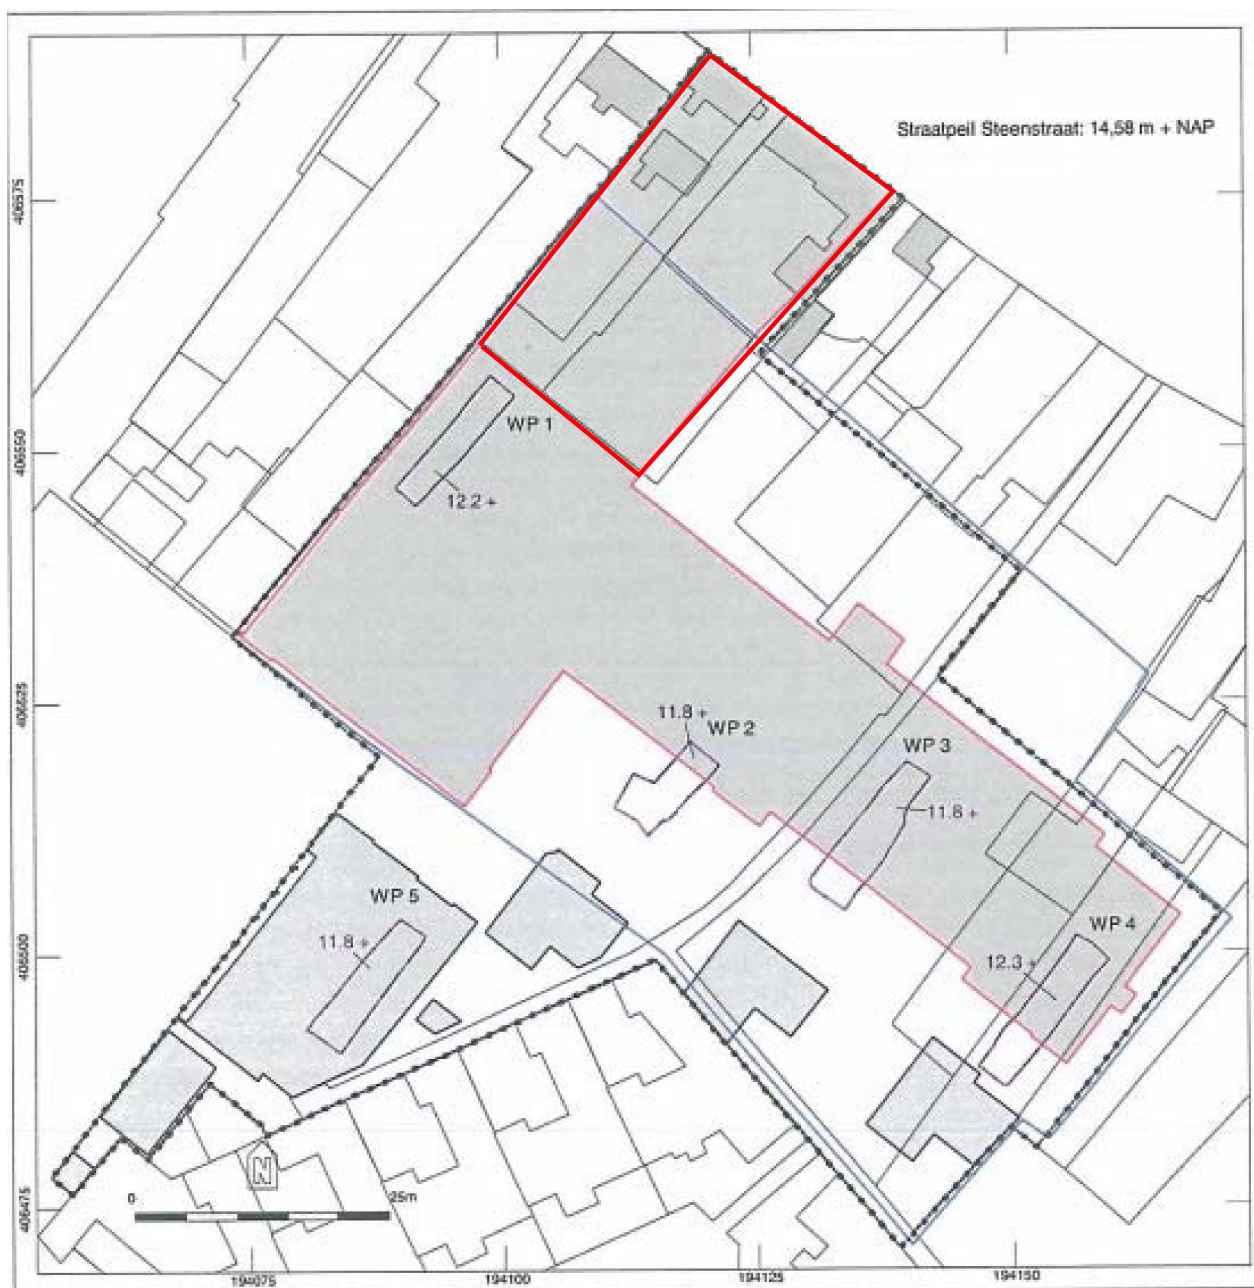 Straatpeil Steenstraat: 14,58 m + NAP
406575
WP 1
406550
12.2 +
406525
11.8 +
WP 2
WP 3
11.8 +
WP 5
WP 4
11.8 +
406500
12.3 +
N
0
25m
406475
194075
194100
194125
194150